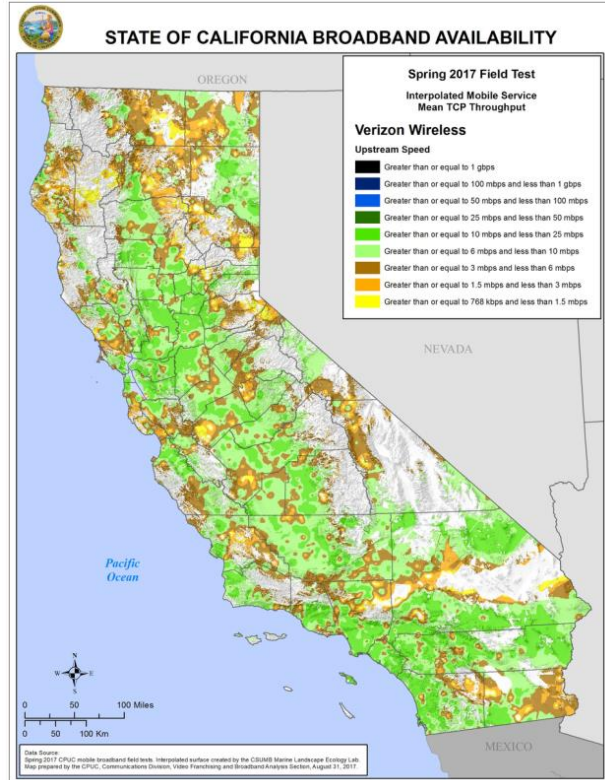 STATE OF CALIFORNIA BROADBAND AVAILABILITY
OREGON
Spring 2017 Field Test
Interpolated Mobile Service
Mean TCP Throughput
Verizon Wireless
Upstream Speed
Greater than or equal to 1 gbps
Greater than or equal to 100 mbps and less than 1 gbps
Greater than or equal to 50 mbps and less than 100 mbps
Greater than or equal to 25 mbps and less than 50 mbps
Greater than or equal to 10 mbps and less than 25 mbps
Greater than or equal to 6 mbps and less than 10 mbps
Greater than or equal to 3 mbps and less than 6 mbps
Greater than or equal to 1.5 mbps and less than 3 mbps
Greater than or equal to 768 kbps and less than 1.5 mbps
NEVADA
Pacific
Ocean
N
W E
S
0 50 100 Miles
0 50 100 Km
MEXICO
Data Source:
Spring 2017 CPUC mobile broadband field tests. Interpolated surface created by the CSUMB Marine Landscape Ecology Lab.
Map prepared by the CPUC, Communications Division, Video Franchising and Broadband Analysis Section, August 31, 2017.